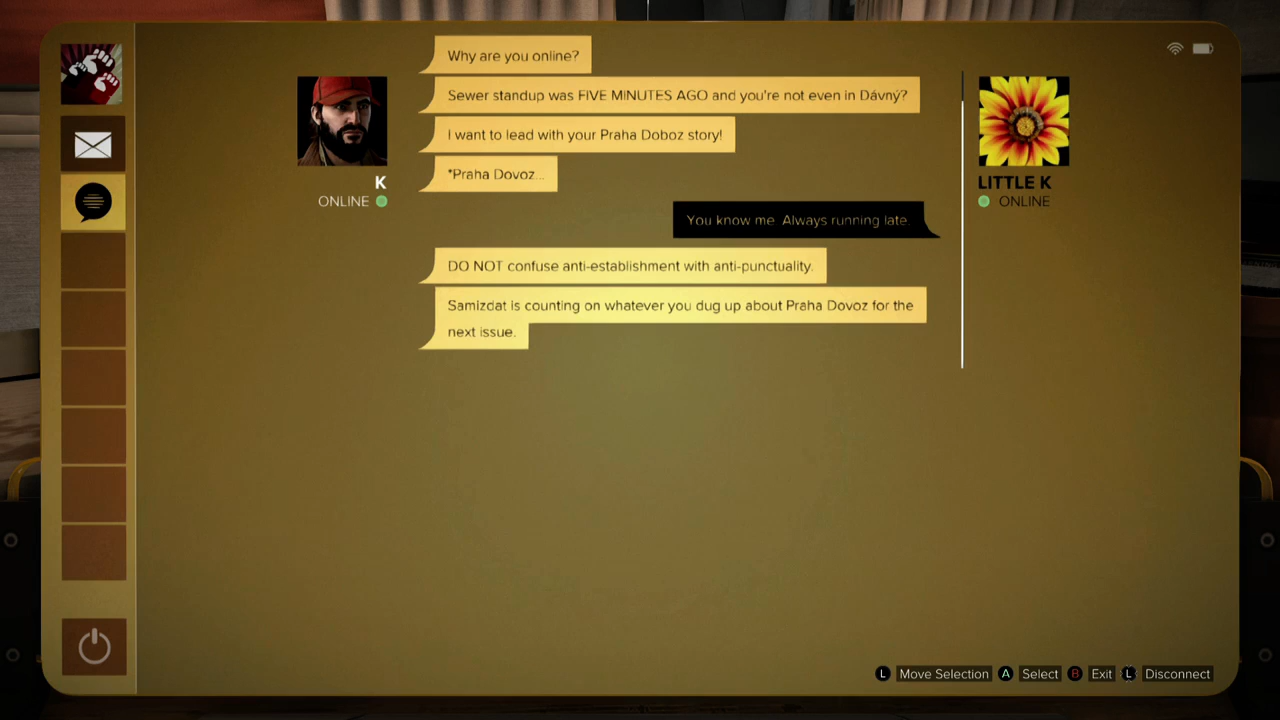 Why are you online?
Sewer standup was FIVE MINUTES AGO and you're not even in Dávný?
I want to lead with your Praha Doboz story!
*Praha Dovoz...
K
ONLINE
LITTLE K
ONLINE
You know me. Always running late.
DO NOT confuse anti-establishment with anti-punctuality.
Samizdat is counting on whatever you dug up about Praha Dovoz for the
next issue.
L Move Selection A Select B Exit L Disconnect